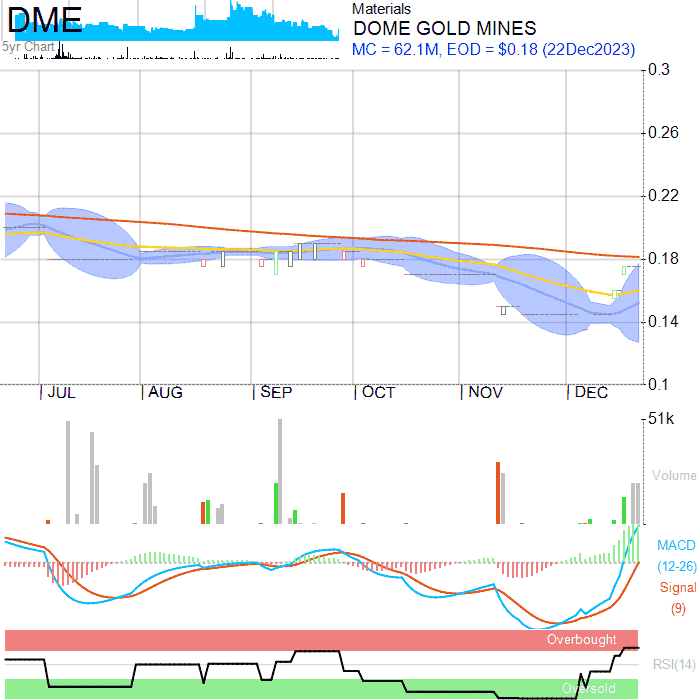 DME
Materials
DOME GOLD MINES
MC = 62.1M, EOD = $0.18 (22Dec2023)
5yr Chart
0.3
0.26
0.22
0.18
0.14
0.1
JUL AUG SEP OCT NOV DEC
51k
Volume
MACD
(12-26)
Signal
(9)
Overbought
RSI(14)
Oversold